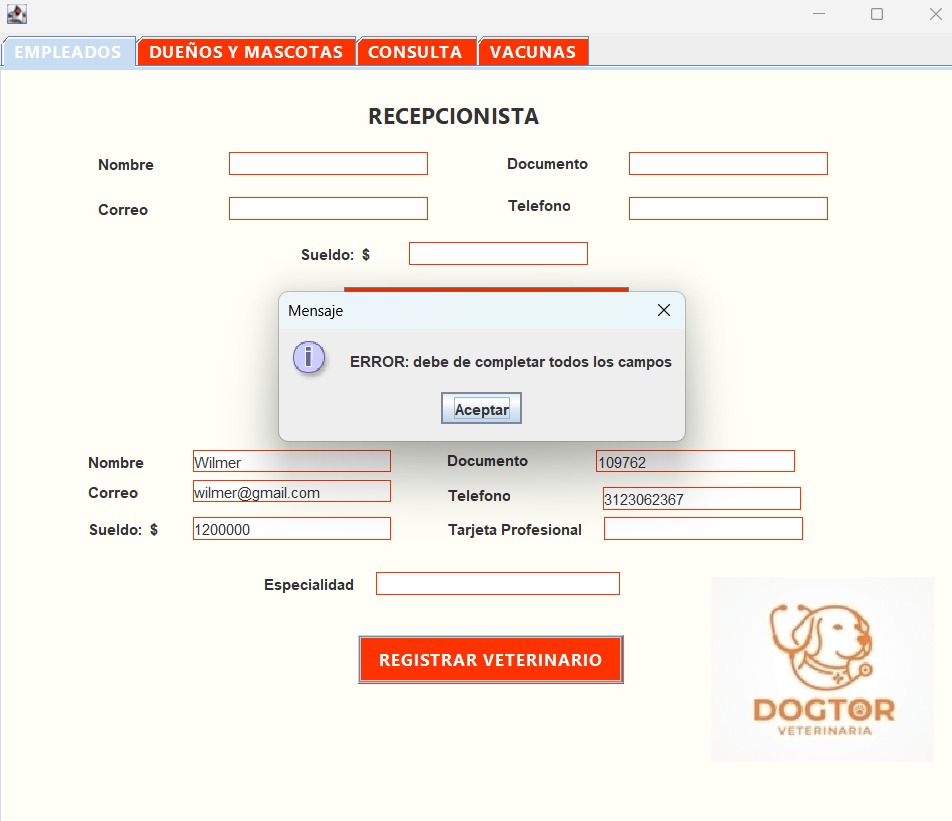 EMPLEADOS DUEÑOS Y MASCOTAS CONSULTA VACUNAS
RECEPCIONISTA
Nombre Documento
Correo Telefono
Sueldo: $
Mensaje
ERROR: debe de completar todos los campos
Aceptar
Nombre Wilmer Documento 109762
Correo wilmer@gmail.com Telefono 3123062367
Sueldo: $ 1200000 Tarjeta Profesional
Especialidad
REGISTRAR VETERINARIO
DOGTOR
VETERINARIA